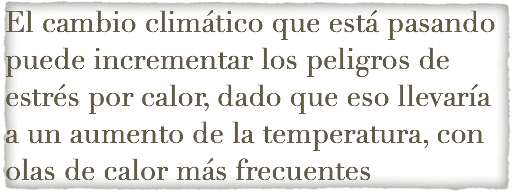 El cambio climático que está pasando
puede incrementar los peligros de
estrés por calor, dado que eso llevaría
a un aumento de la temperatura, con
olas de calor más frecuentes